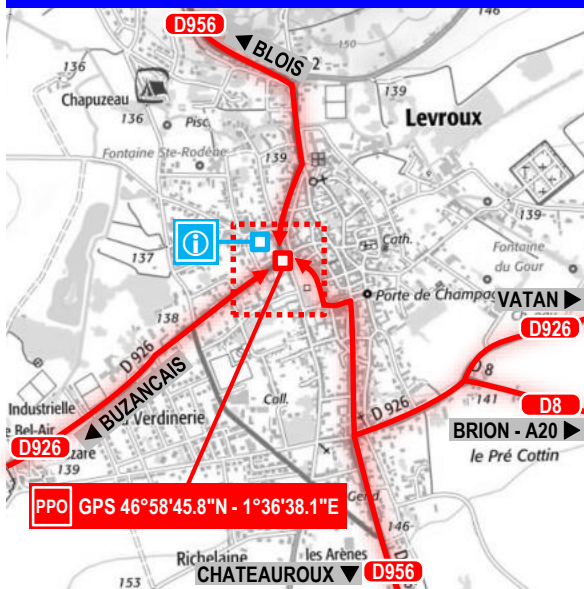 146
D956
◄ BLOIS
2
150
136
Chapuzeau
136
139
Levroux
Pisc.
Fontaine Ste-Rodène
139
139
Cath.
Fontaine
du Gour
137
Porte de Champag
VATAN ►
D926
138
D 926
D 8
141
D8
◄ BUZANCAIS
Coll.
D 926
BRION - A20 ►
Industrielle
e Bel-Air
Verdinerie
le Pré Cottin
D926
zare
139
PPO GPS 46°58'45.8"N - 1°36'38.1"E
Gend.
146
Richelaine
les Arènes
D
CHATEAUROUX ▼ D956
153